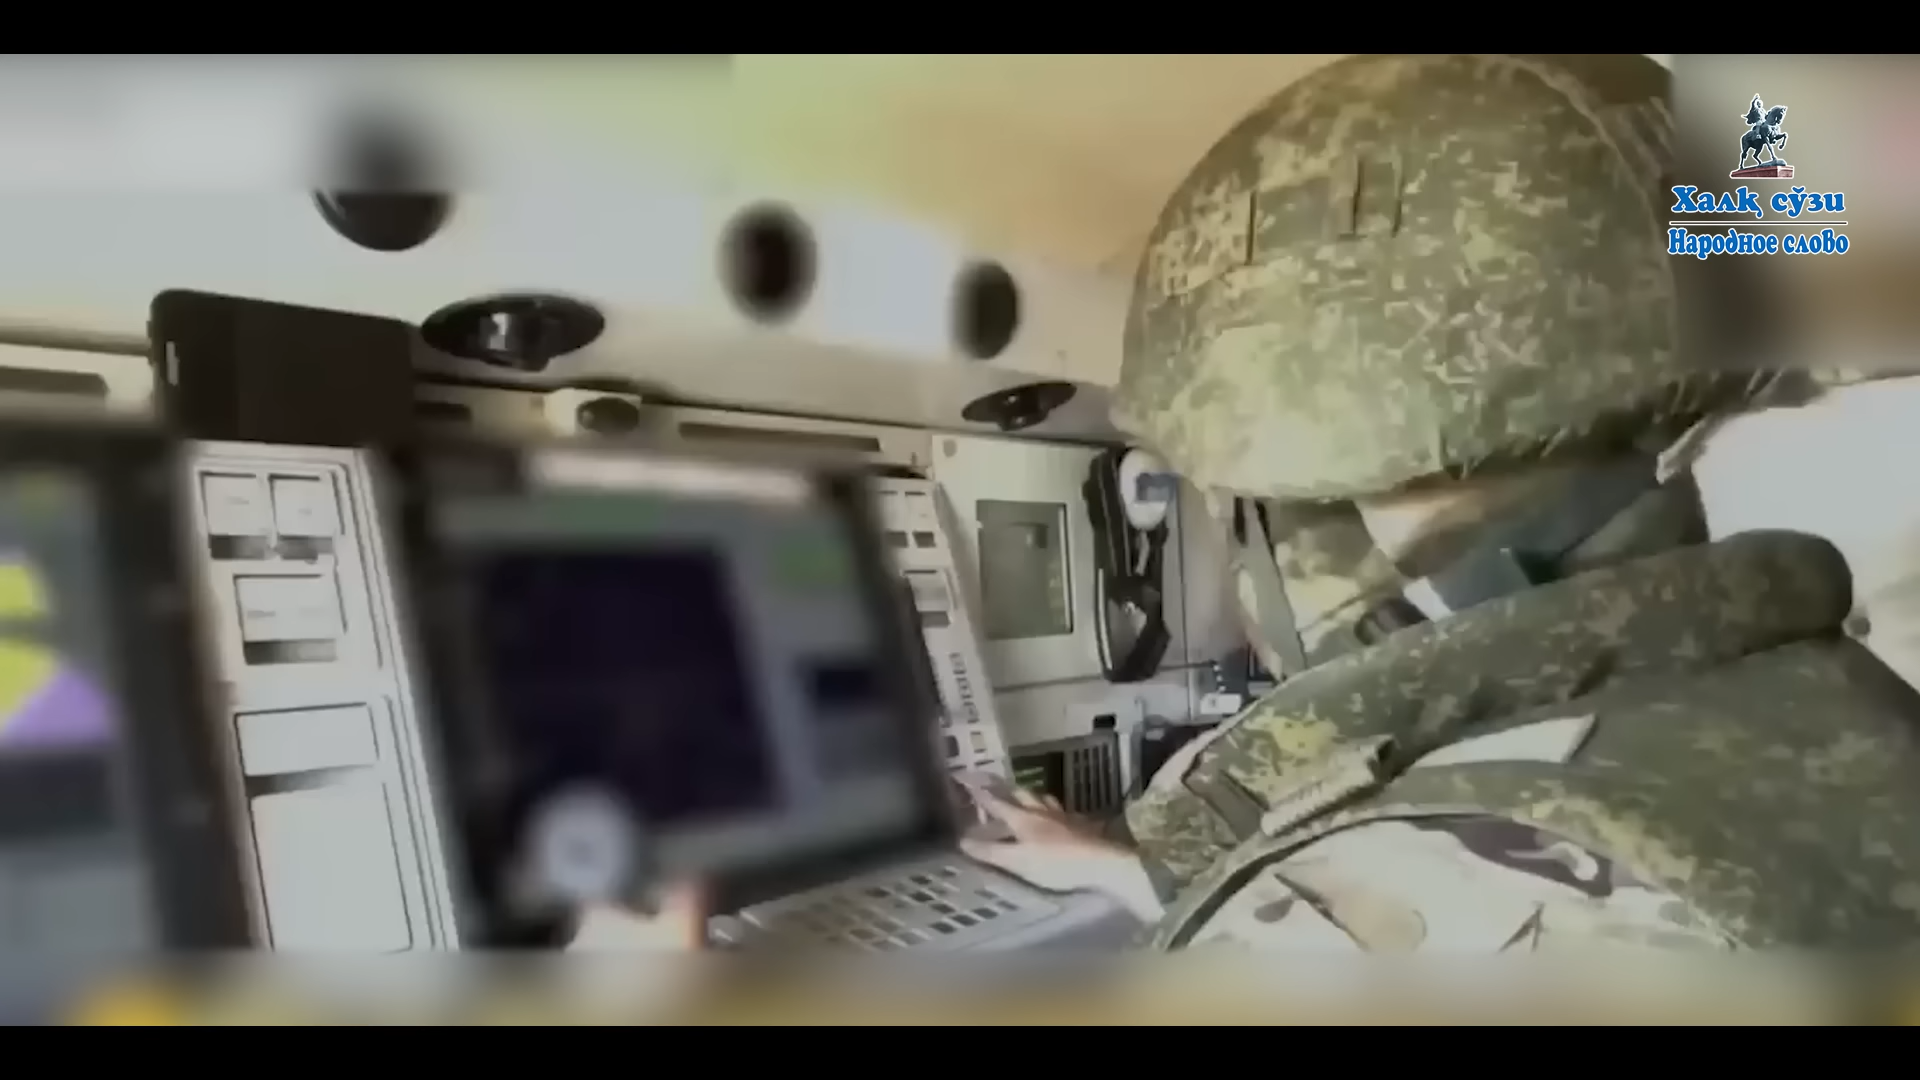 Халқ сўзи
Народное слово